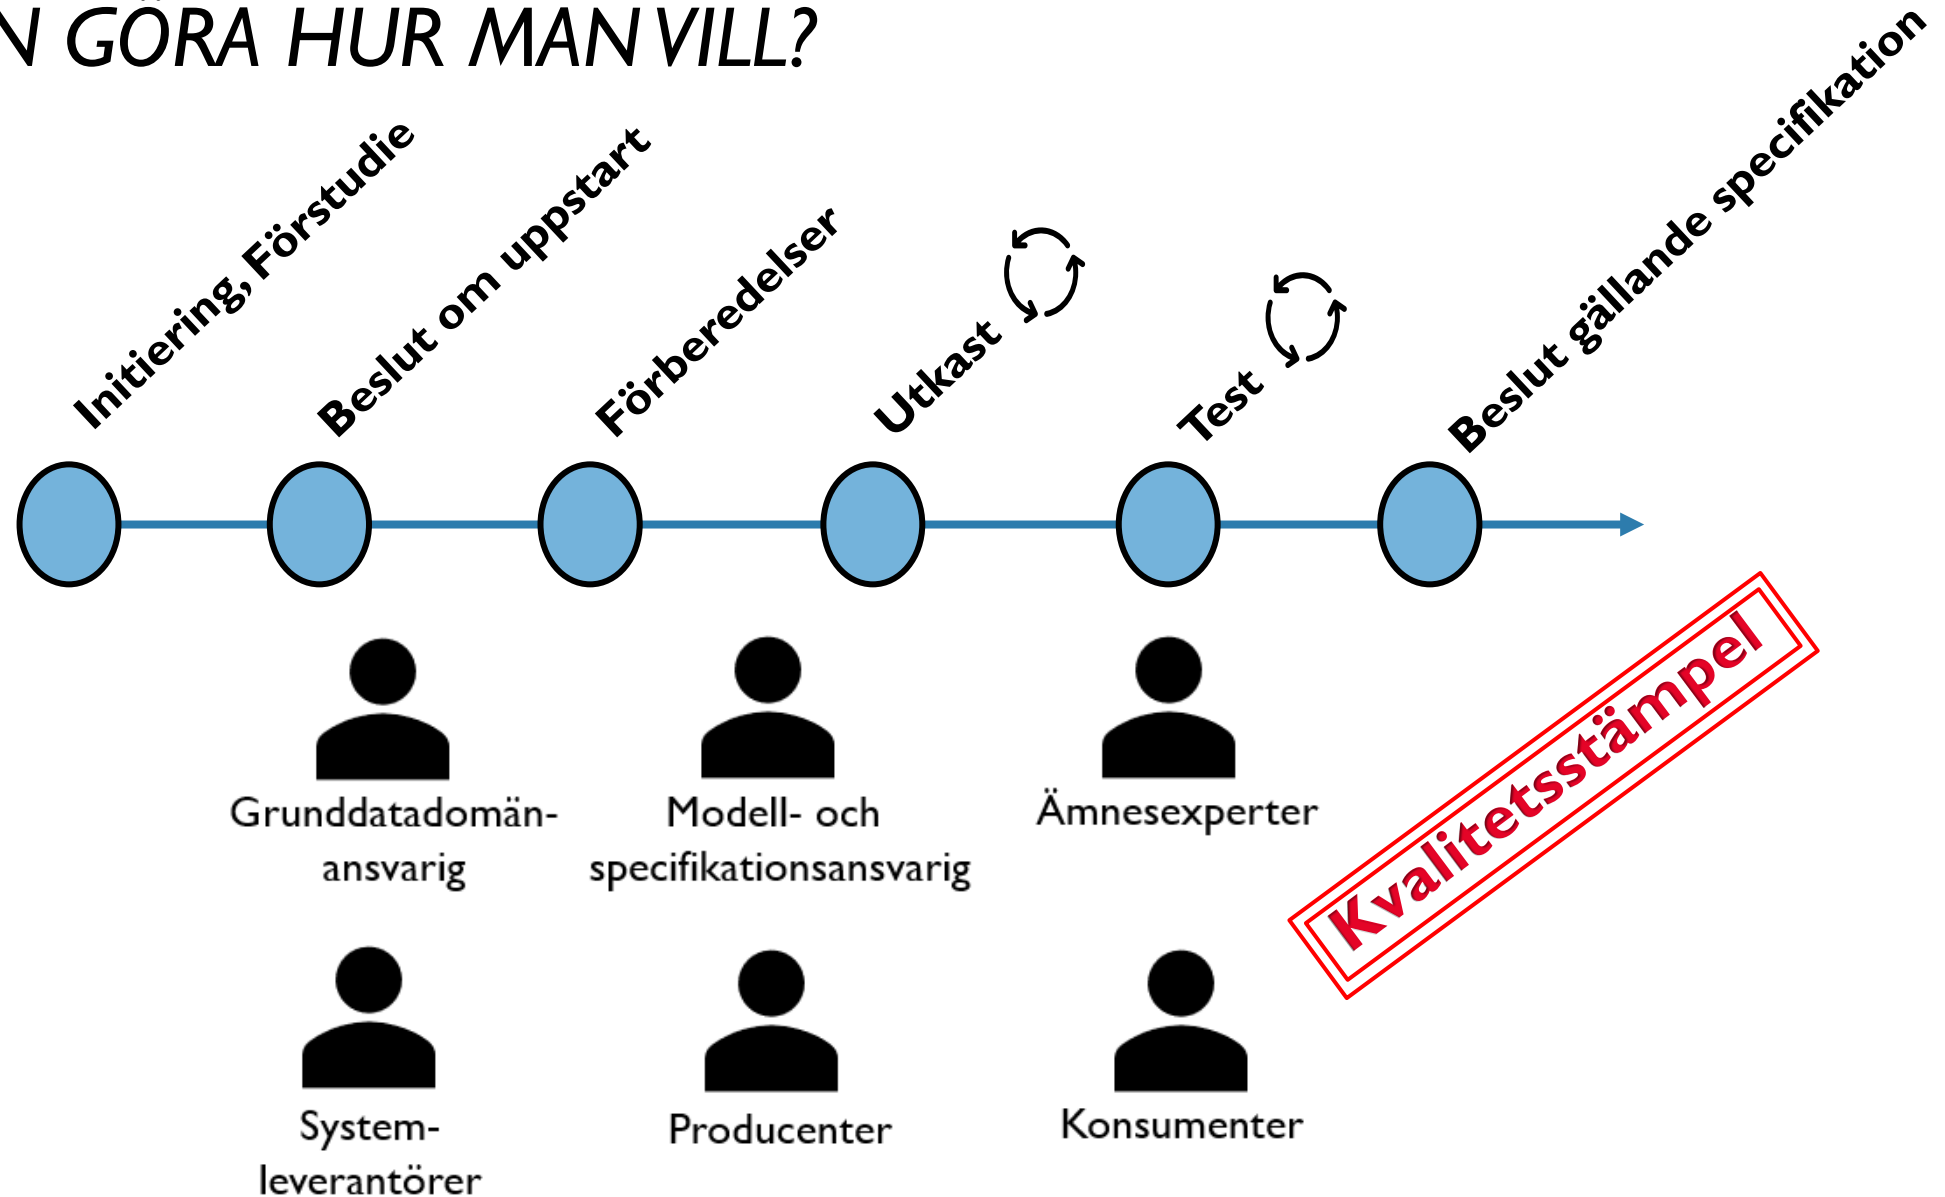 N GÖRA HUR MAN VILL?
Initiering, Förstudie
Beslut om uppstart
Förberedelser
Utkast
Test
Beslut gällande specifikation
Grunddatadomän-
ansvarig
Modell- och
specifikationsansvarig
Ämnesexperter
Kvalitetsstämpel
System-
leverantörer
Producenter
Konsumenter